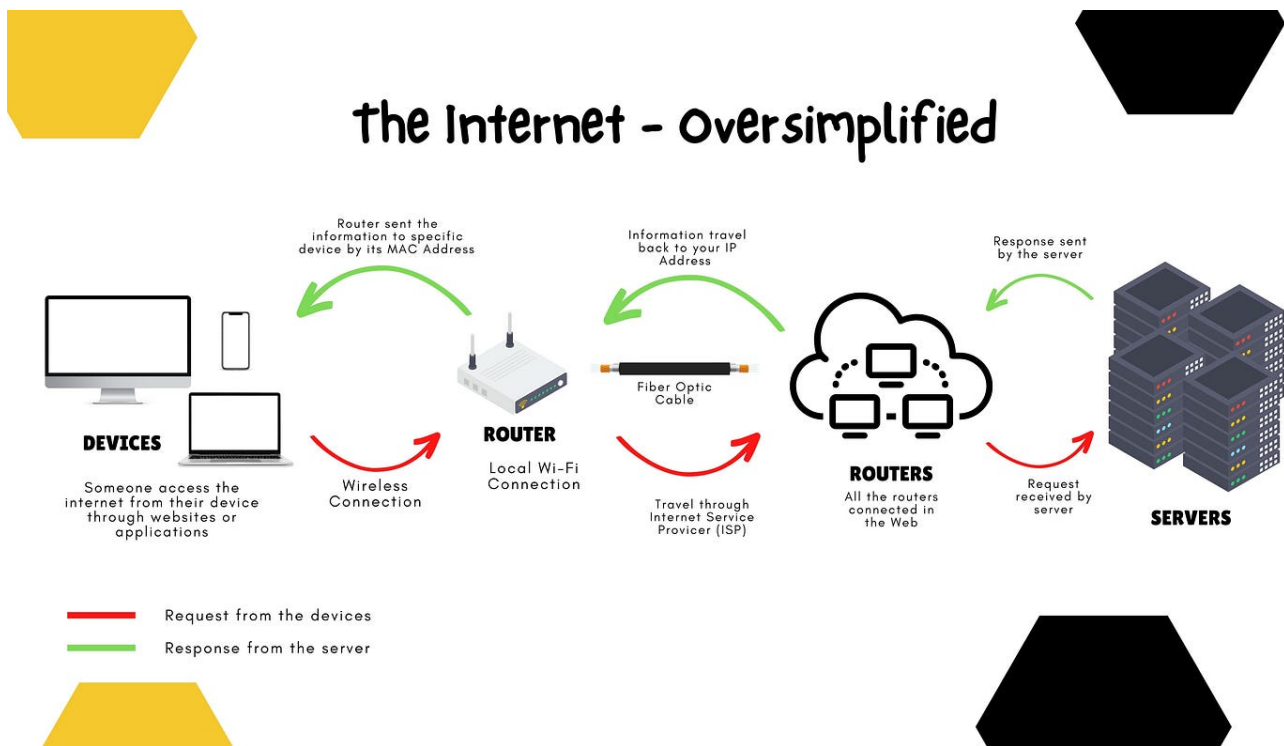 The Internet - Oversimplified
Router sent the
information to specific
device by its MAC Address
Information travel
back to your IP
Address
Response sent
by the server
Fiber Optic
Cable
DEVICES
Someone access the
internet from their device
through websites or
applications
Wireless
Connection
ROUTER
Local Wi-Fi
Connection
Travel through
Internet Service
Provicer (ISP)
ROUTERS
All the routers
connected in
the Web
Request
received by
server
SERVERS
Request from the devices
Response from the server